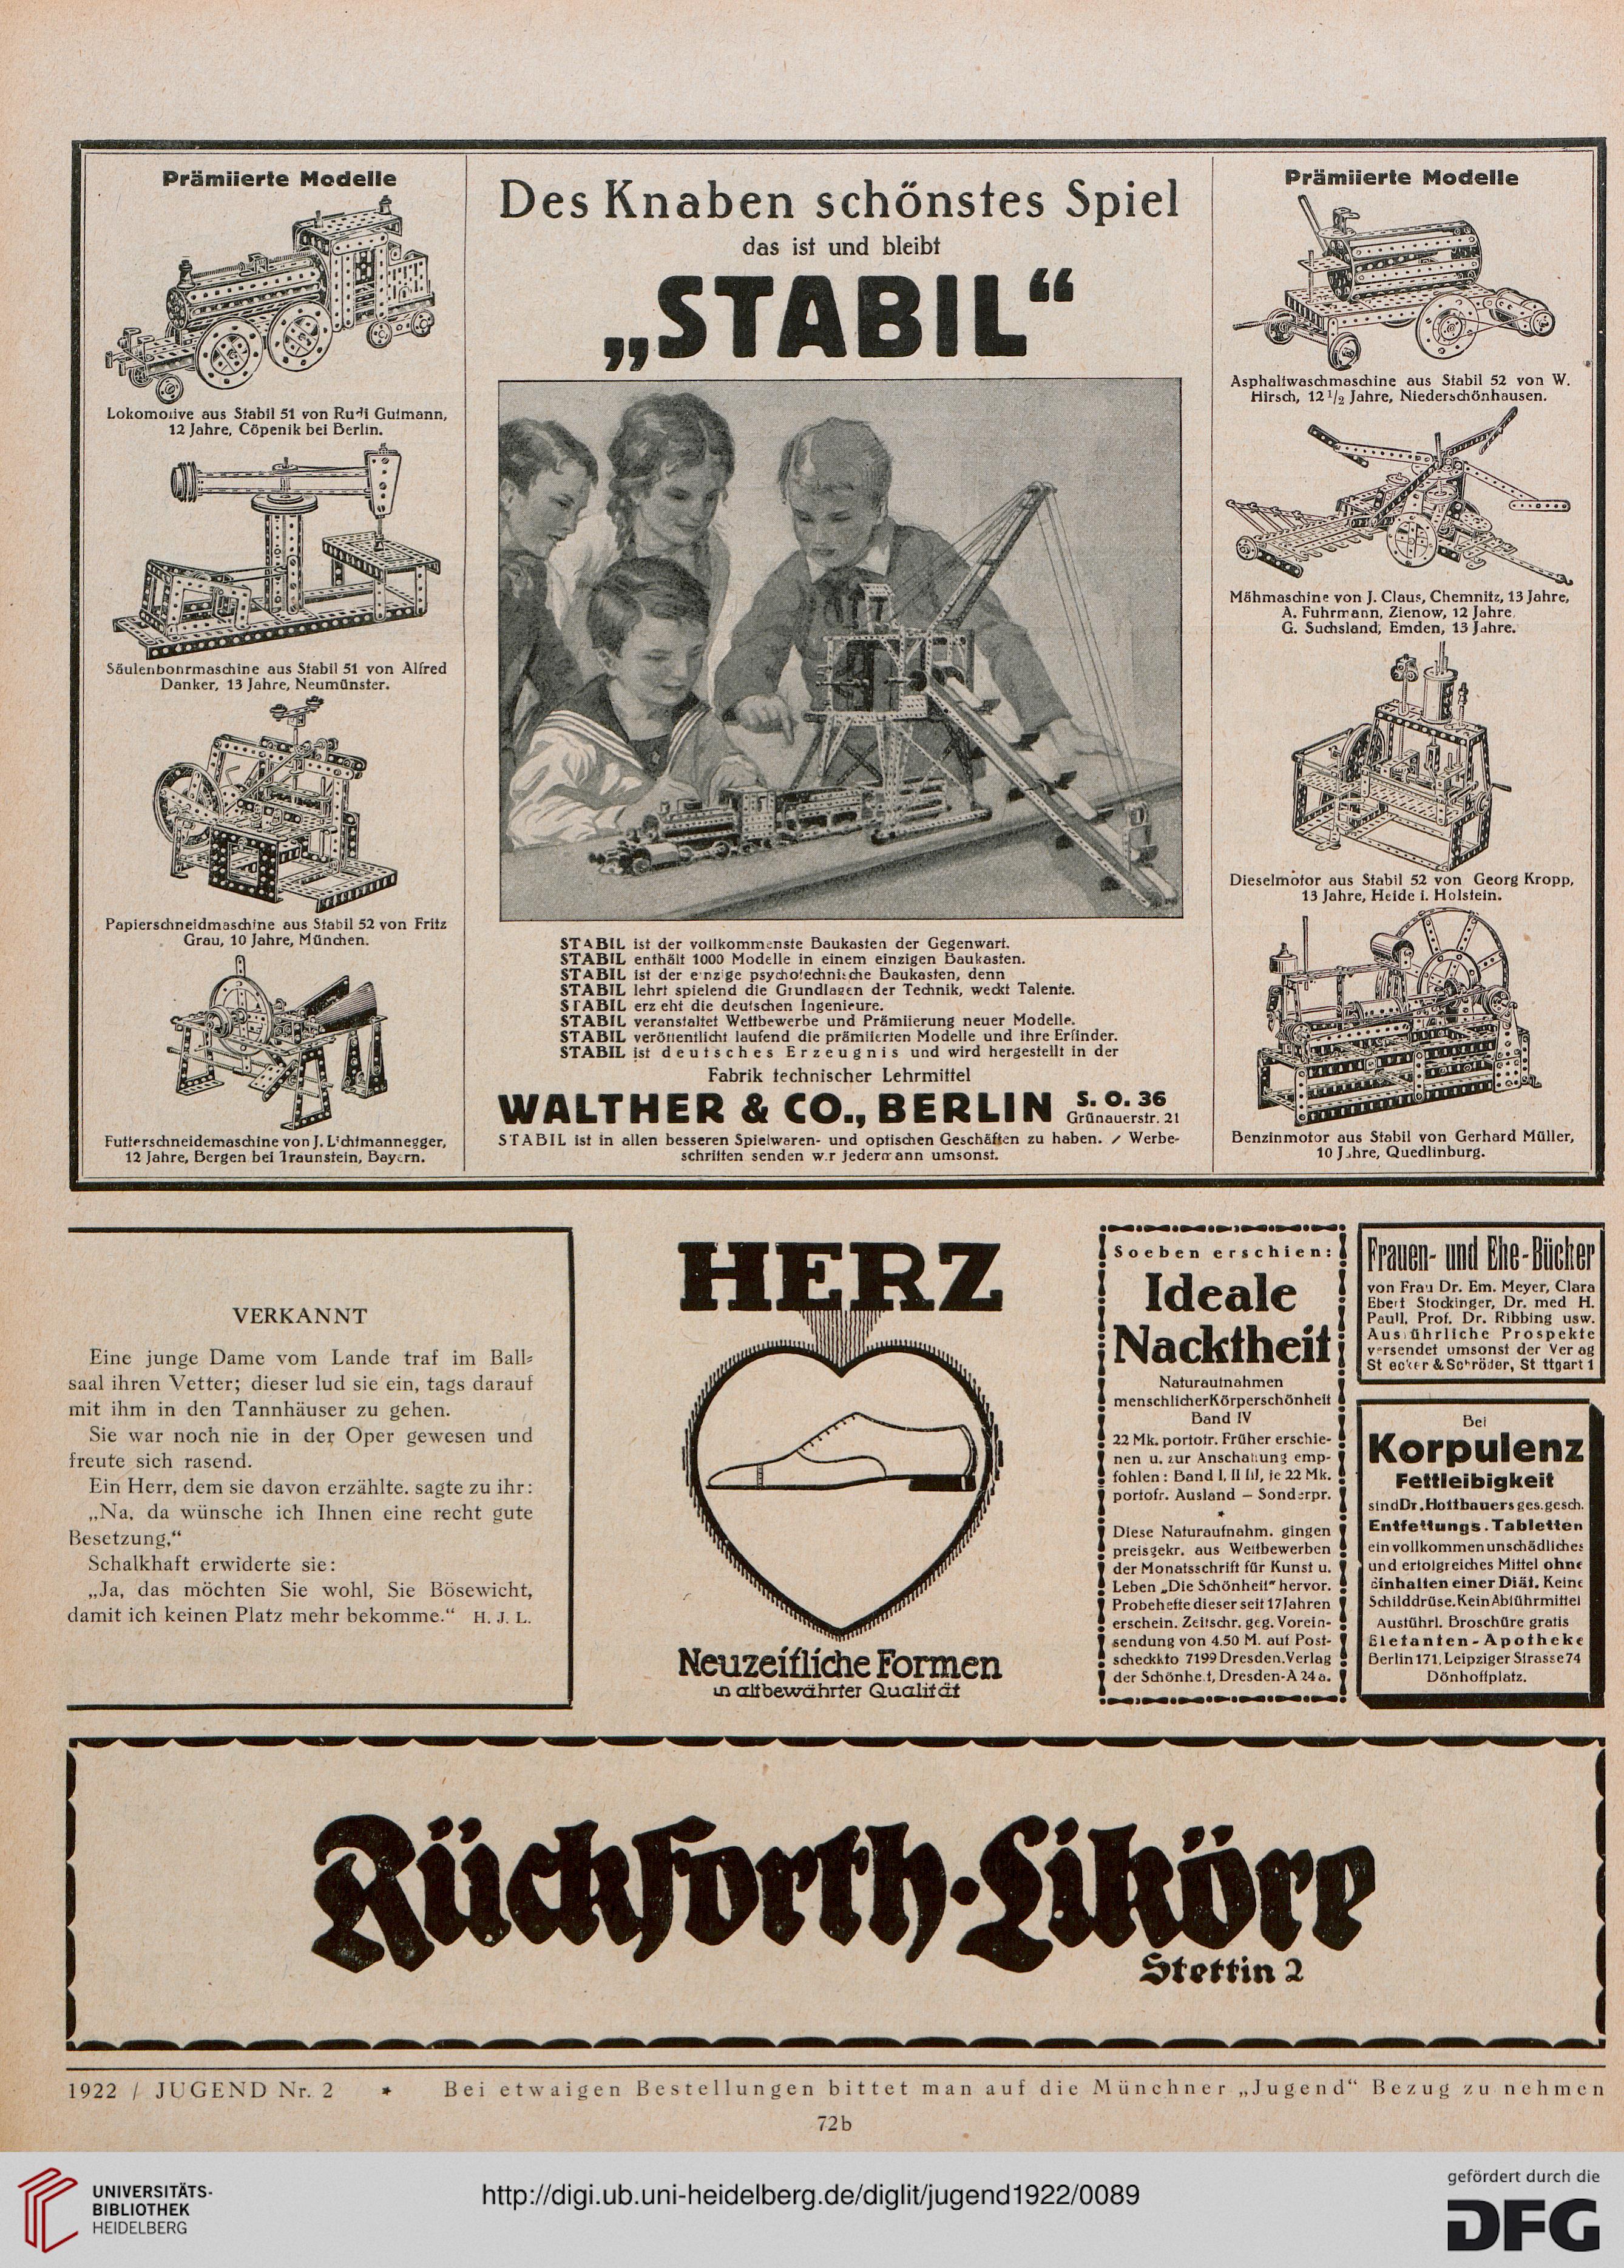 Prämiierte Modelle
Lokomotive aus Stabil 51 von Rudi Gutmann,
12 Jahre, Cöpenik bei Berlin.
Säulenbohrmaschine aus Stabil 51 von Alfred
Danker, 13 Jahre, Neumünster.
Papierschneidmaschine aus Stabil 52 von Fritz
Grau, 10 Jahre, München.
Futterschneidemaschine von J. Lichtmannegger,
12 Jahre, Bergen bei Traunstein, Bayern.
Des Knaben schönstes Spiel
das ist und bleibt
„STABIL“
STABIL ist der vollkommenste Baukasten der Gegenwart.
STABIL enthält 1000 Modelle in einem einzigen Baukasten.
STABIL ist der einzige psychotechnische Baukasten, denn
STABIL lehrt spielend die Grundlagen der Technik, weckt Talente.
STABIL erzieht die deutschen Ingenieure.
STABIL veranstaltet Wettbewerbe und Prämiierung neuer Modelle.
STABIL veröffentlicht laufend die prämiierten Modelle und ihre Erfinder.
STABIL ist deutsches Erzeugnis und wird hergestellt in der
Fabrik technischer Lehrmittel
WALTHER & CO., BERLIN S. O. 36
Grünauerstr. 21
STABIL ist in allen besseren Spielwaren- und optischen Geschäften zu haben. / Werbe-
schriften senden wir jedermann umsonst.
Prämiierte Modelle
Asphaltwaschmaschine aus Stabil 52 von W.
Hirsch, 12 1/2 Jahre, Niederschönhausen.
Mähmaschine von J. Claus, Chemnitz, 13 Jahre,
A. Fuhrmann, Zienow, 12 Jahre,
G. Suchsland, Emden, 13 Jahre.
Dieselmotor aus Stabil 52 von Georg Kropp,
13 Jahre, Heide i. Holstein.
Benzinmotor aus Stabil von Gerhard Müller,
10 Jahre, Quedlinburg.
VERKANNT
Eine junge Dame vom Lande traf im Ball-
saal ihren Vetter; dieser lud sie ein, tags darauf
mit ihm in den Tannhäuser zu gehen.
Sie war noch nie in der Oper gewesen und
freute sich rasend.
Ein Herr, dem sie davon erzählte, sagte zu ihr:
„Na, da wünsche ich Ihnen eine recht gute
Besetzung.“
Schalkhaft erwiderte sie:
„Ja, das möchten Sie wohl, Sie Bösewicht,
damit ich keinen Platz mehr bekomme.“ H. J. L.
HERZ
Neuzeitliche Formen
in altbewährter Qualität
Soeben erschien:
Ideale
Nacktheit
Naturaufnahmen
menschlicher Körperschönheit
Band IV
22 Mk. portofr. Früher erschie-
nen u. zur Anschaffung emp-
fohlen: Band I, II III, je 22 Mk.
portofr. Ausland — Sonderpr.
*
Diese Naturaufnahm. gingen
preisgekr. aus Wettbewerben
der Monatsschrift für Kunst u.
Leben „Die Schönheit“ hervor.
Probehefte dieser seit 17 Jahren
erschein. Zeitschr. geg. Vorein-
sendung von 4.50 M. auf Post-
scheckkto 7199 Dresden. Verlag
der Schönheit, Dresden-A 24 a.
Frauen- und Ehe-Bücher
von Frau Dr. Em. Meyer, Clara
Ebert Stockinger, Dr. med H.
Paull, Prof. Dr. Ribbing usw.
Ausführliche Prospekte
versendet umsonst der Verlag
Strecker & Schröder, Stuttgart 1
Bei
Korpulenz
Fettleibigkeit
sind Dr. Hoffbauers ges. gesch.
Entfettungs-Tabletten
ein vollkommen unschädliches
und erfolgreiches Mittel ohne
Einhalten einer Diät. Keine
Schilddrüse. Kein Abführmittel
Ausführl. Broschüre gratis
Elefanten-Apotheke
Berlin 171, Leipziger Strasse 74
Dönhoffplatz.
Rückforth-Liköre
Stettin 2
1922 / JUGEND Nr. 2 * Bei etwaigen Bestellungen bittet man auf die Münchner „Jugend“ Bezug zu nehmen
72b
UNIVERSITÄTS-
BIBLIOTHEK
HEIDELBERG
http://digi.ub.uni-heidelberg.de/diglit/jugend1922/0089
gefördert durch die
DFG